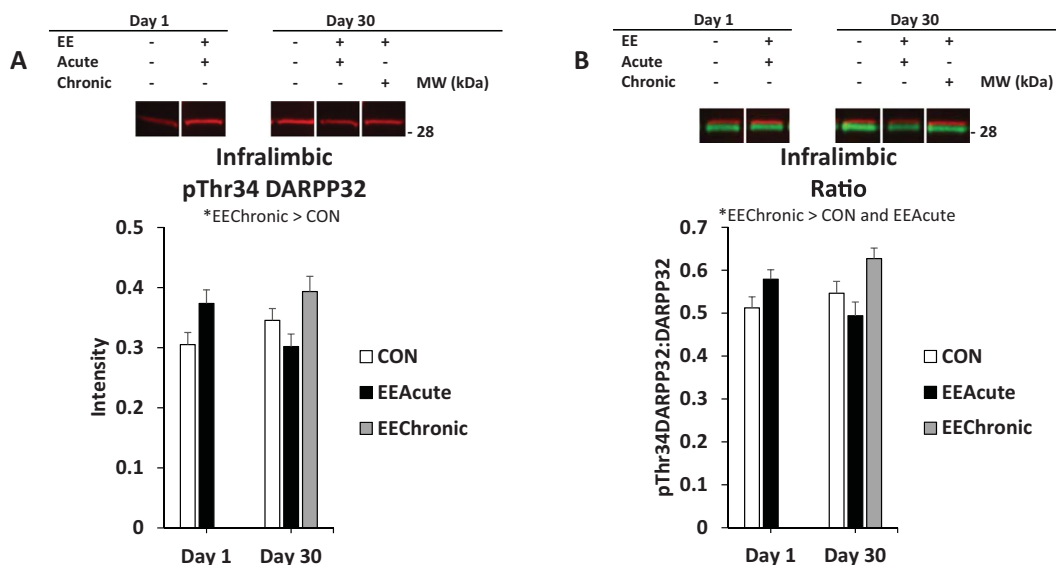 A
Day 1 Day 30
EE - + - + +
Acute - + - + -
Chronic - - - - + MW (kDa)
- 28
Infralimbic
pThr34 DARPP32
*EEChronic > CON
0.5
0.4
0.3
0.2
0.1
0
Intensity
Day 1 Day 30
CON
EEAcute
EEChronic
B
Day 1 Day 30
EE - + - + +
Acute - + - + -
Chronic - - - - + MW (kDa)
- 28
Infralimbic
Ratio
*EEChronic > CON and EEAcute
0.7
0.6
0.5
0.4
0.3
0.2
0.1
0
pThr34DARPP32:DARPP32
Day 1 Day 30
CON
EEAcute
EEChronic